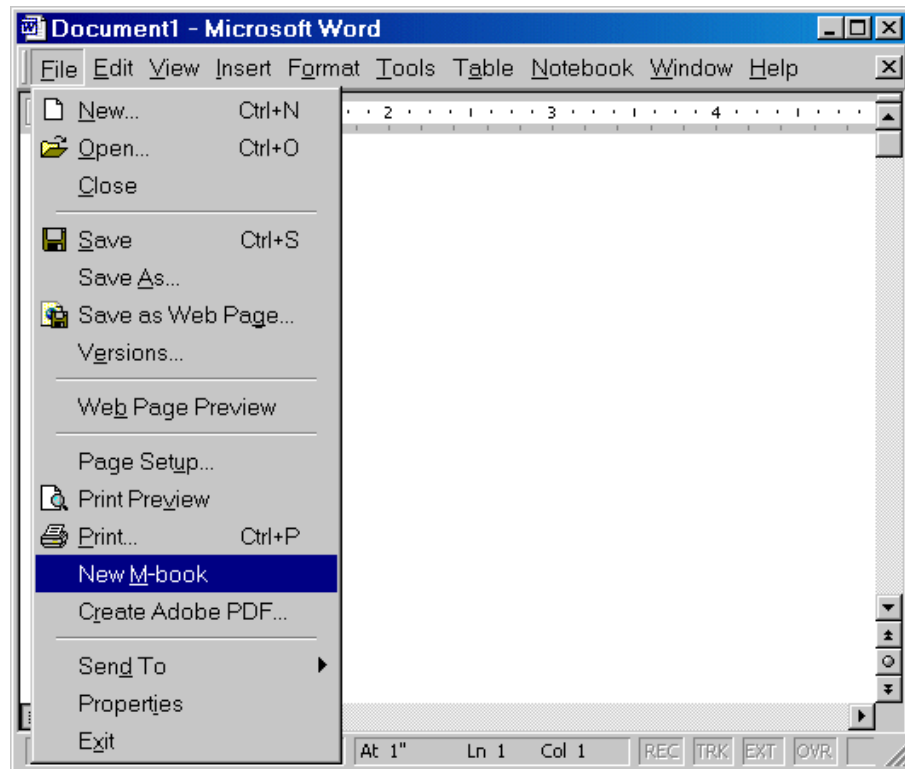 Document1 - Microsoft Word
File Edit View Insert Format Tools Table Notebook Window Help
2 3 4
New... Ctrl+N
Open... Ctrl+O
Close
Save Ctrl+S
Save As...
Save as Web Page...
Versions...
Web Page Preview
Page Setup...
Print Preview
Print... Ctrl+P
New M-book
Create Adobe PDF...
Send To
Properties
Exit
At 1" Ln 1 Col 1 REC TRK EXT OVR